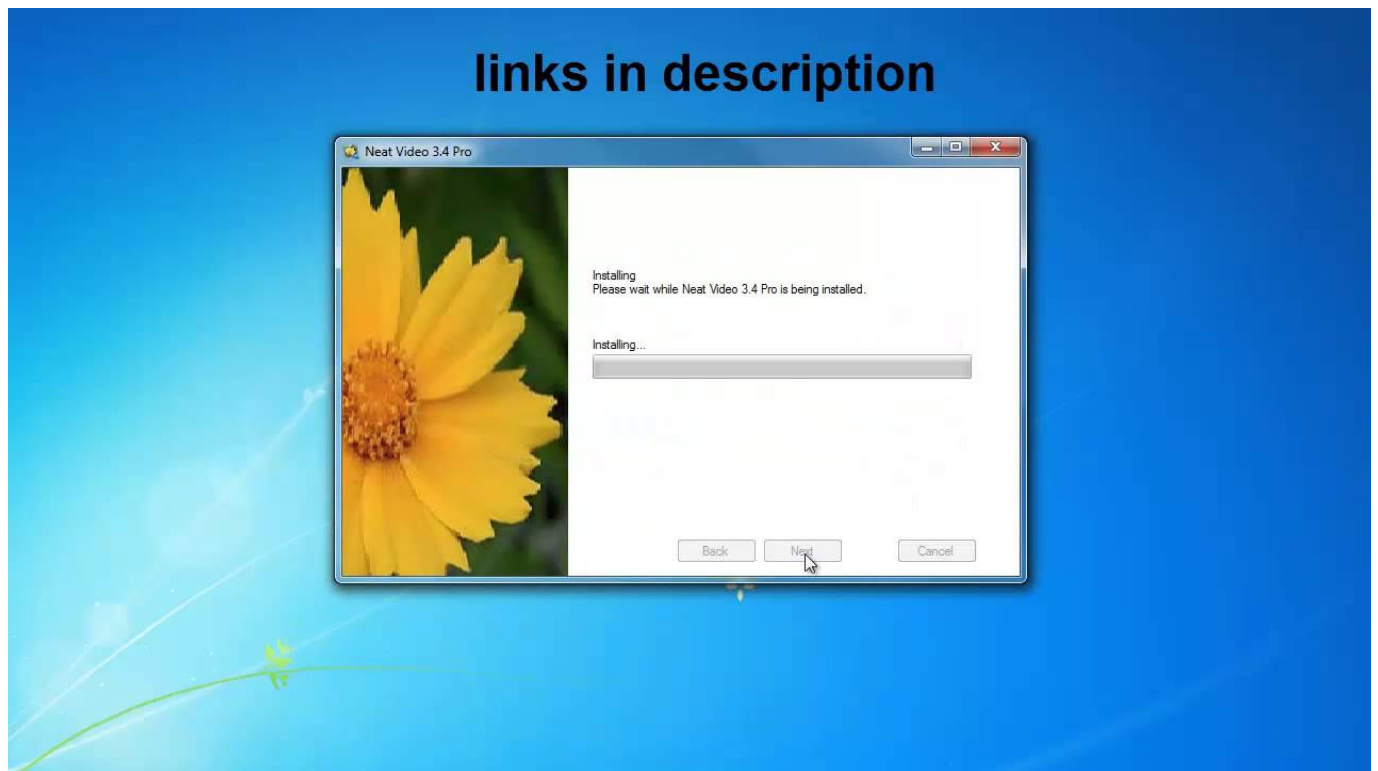 links in description
Neat Video 3.4 Pro
Installing
Please wait while Neat Video 3.4 Pro is being installed.
Installing...
Back Next Cancel